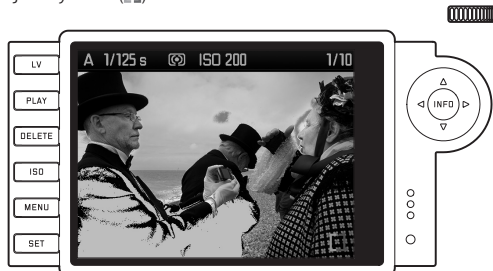 A 1/125 s ISO 200 1/10
LV
PLAY
DELETE
ISO
MENU
SET
INFO